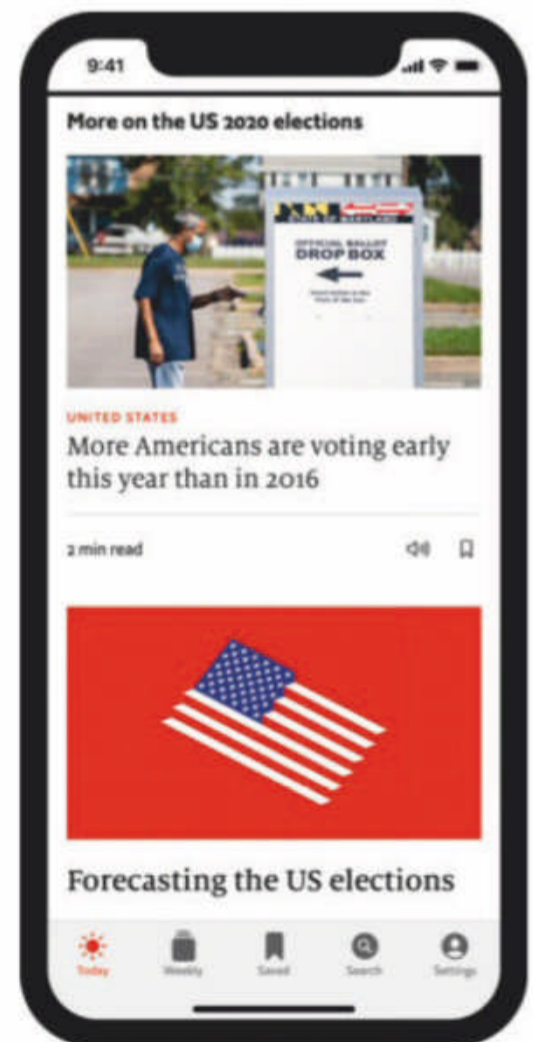 9:41
More on the US 2020 elections
OFFICIAL BALLOT
DROP BOX
UNITED STATES
More Americans are voting early
this year than in 2016
2 min read
Forecasting the US elections
Today
Weekly
Saved
Search
Settings